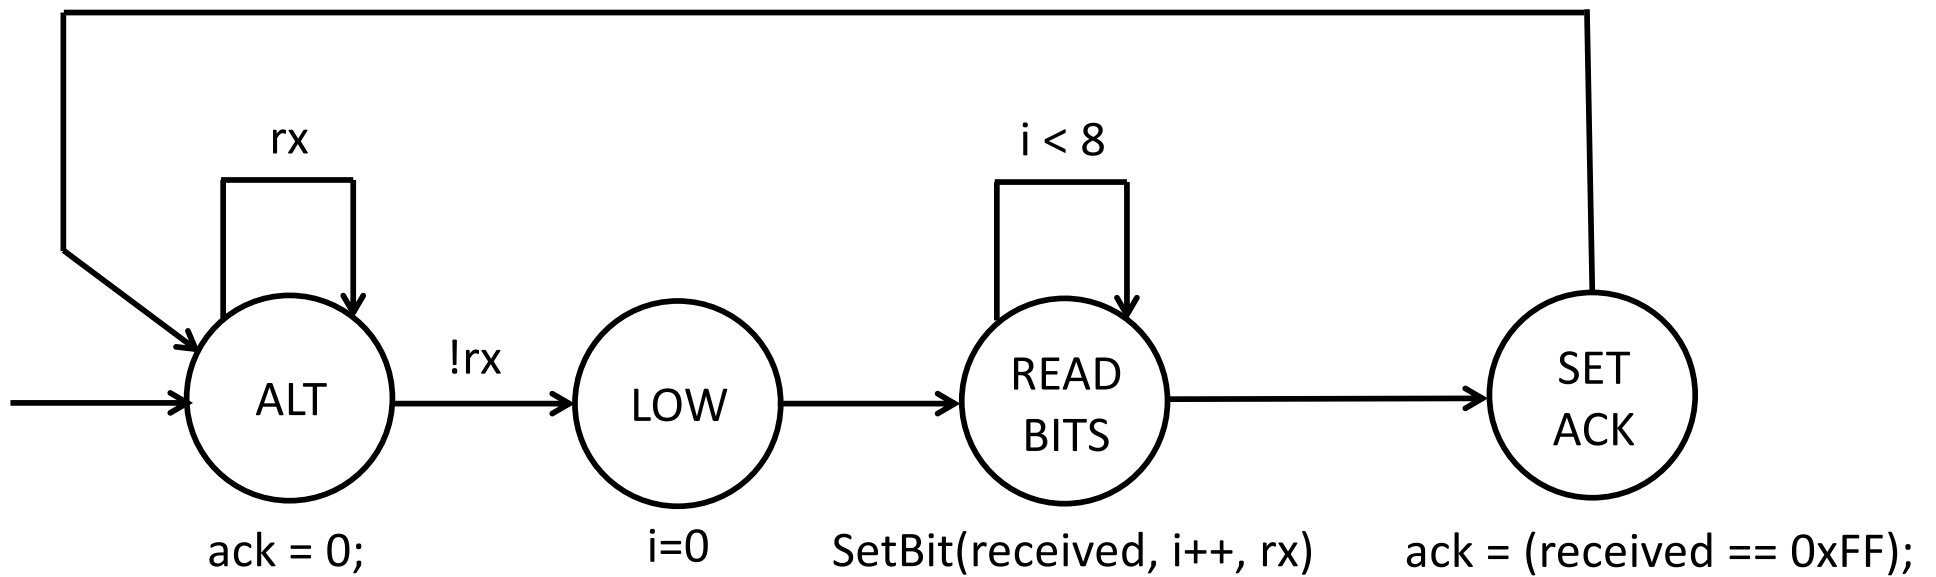 rx
i < 8
!rx
ALT
LOW
READ
BITS
SET
ACK
ack = 0;
i=0
SetBit(received, i++, rx)
ack = (received == 0xFF);